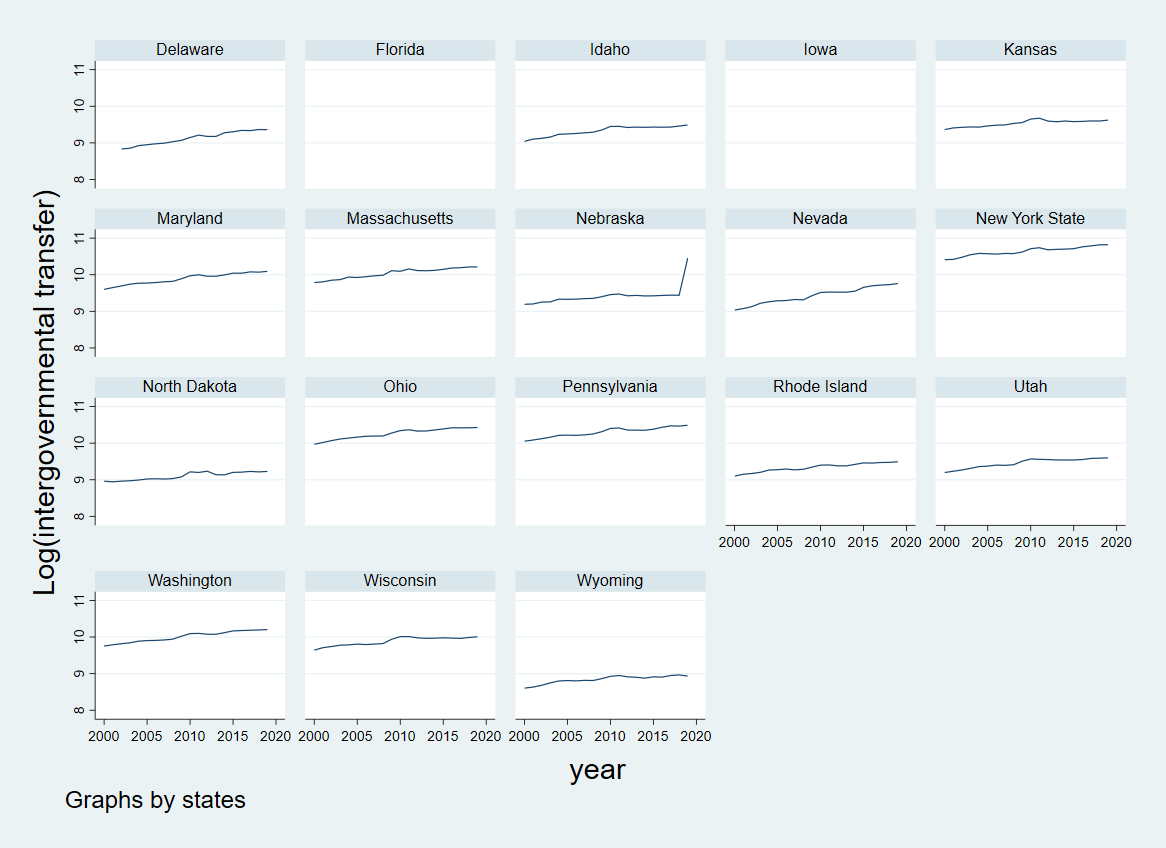 Delaware Florida Idaho Iowa Kansas
11
10
9
8
Maryland Massachusetts Nebraska Nevada New York State
11
10
9
8
North Dakota Ohio Pennsylvania Rhode Island Utah
11
10
9
8
2000 2005 2010 2015 2020 2000 2005 2010 2015 2020
Washington Wisconsin Wyoming
11
10
9
8
2000 2005 2010 2015 2020 2000 2005 2010 2015 2020 2000 2005 2010 2015 2020
Log(intergovernmental transfer)
year
Graphs by states